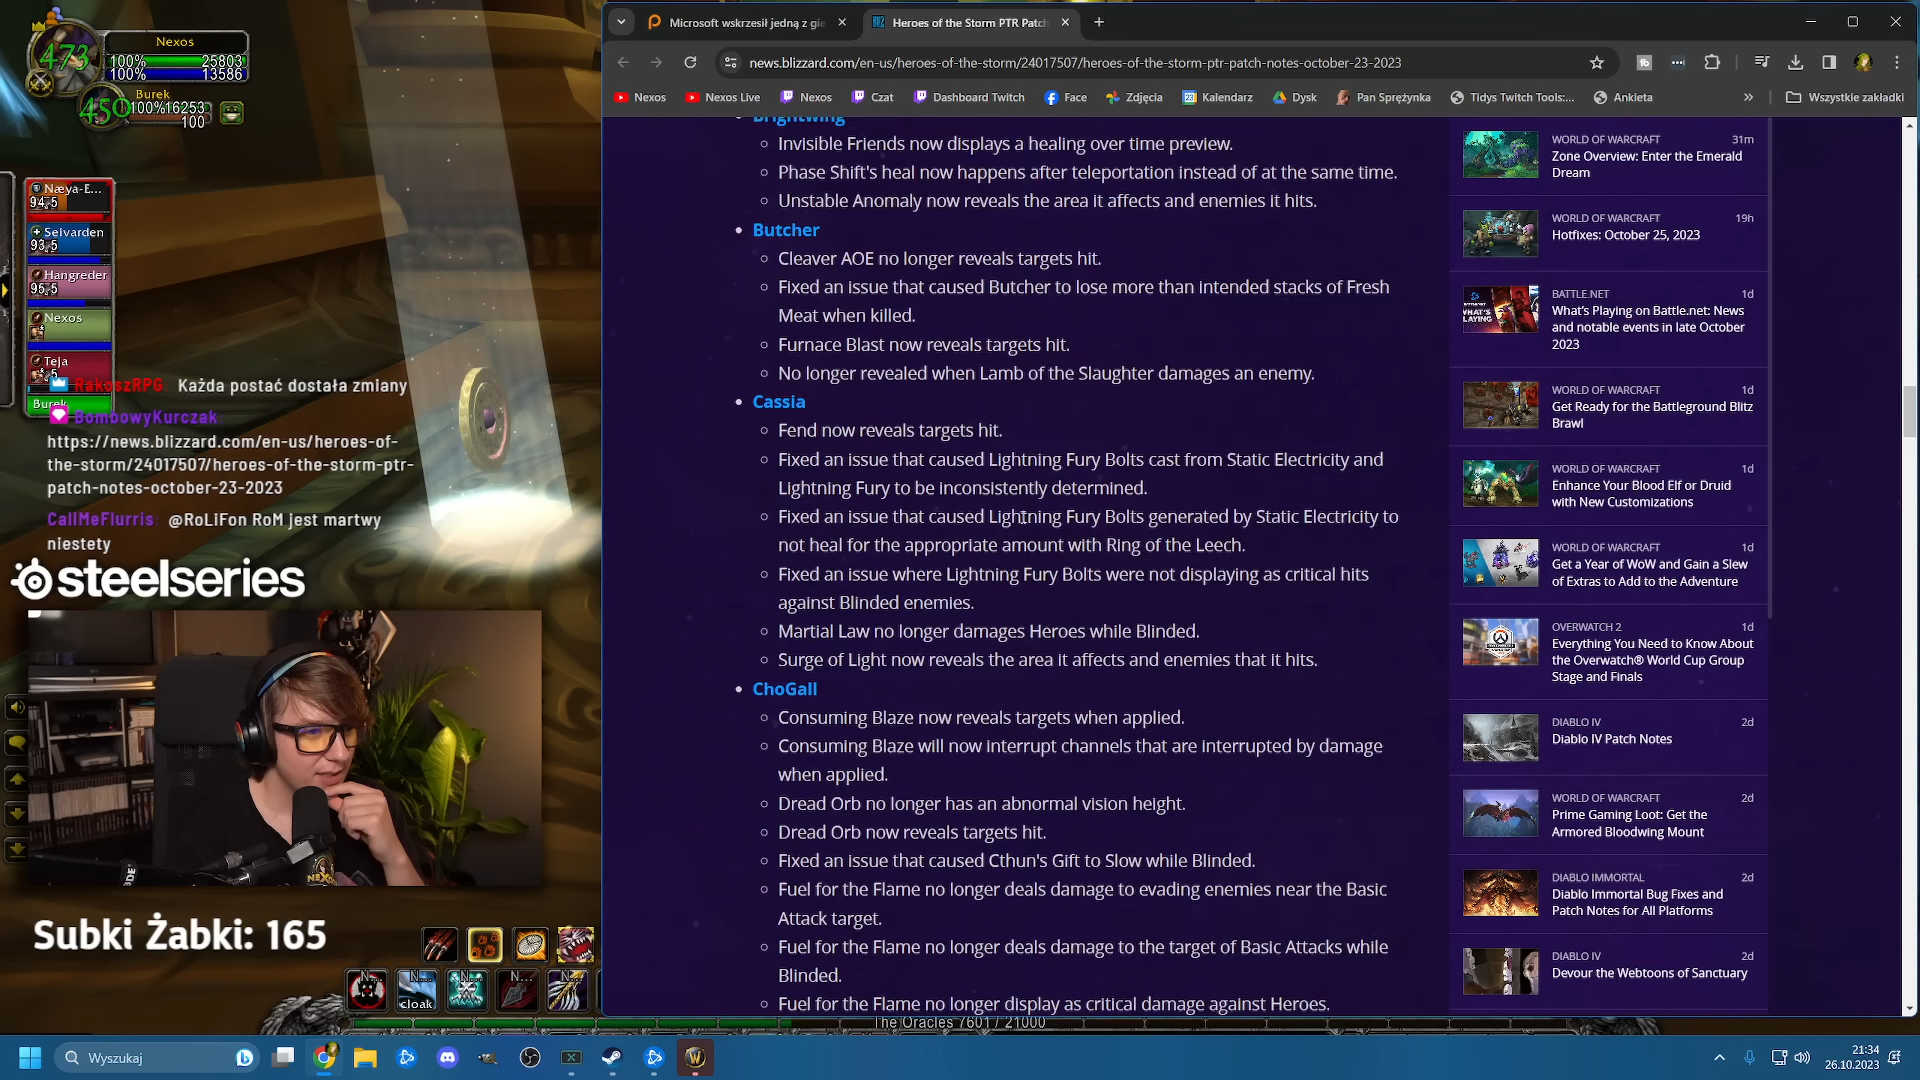 473
Nexos
100% 25803
100% 13586
Burek
450
100%16253
100
Næya-E...
94.5
Selvarden
93.5
Hangreder
95.5
Nexos
Teja
Burek
RakoszRPG Każda postać dostała zmiany
BombowyKurczak
https://news.blizzard.com/en-us/heroes-of-
the-storm/24017507/heroes-of-the-storm-ptr-
patch-notes-october-23-2023
CallMeFlurris: @RoLiFon RoM jest martwy
niestety
steelseries
Subki Żabki: 165
N
N
N
N...
N
cloak
The Oracles 7601 / 21000
Microsoft wskrzesił jedną z gie
Heroes of the Storm PTR Patch
news.blizzard.com/en-us/heroes-of-the-storm/24017507/heroes-of-the-storm-ptr-patch-notes-october-23-2023
Nexos
Nexos Live
Nexos
Czat
Dashboard Twitch
Face
Zdjęcia
Kalendarz
Dysk
Pan Sprężynka
Tidys Twitch Tools:...
Ankieta
Wszystkie zakładki
Brightwing
Invisible Friends now displays a healing over time preview.
Phase Shift's heal now happens after teleportation instead of at the same time.
Unstable Anomaly now reveals the area it affects and enemies it hits.
Butcher
Cleaver AOE no longer reveals targets hit.
Fixed an issue that caused Butcher to lose more than intended stacks of Fresh
Meat when killed.
Furnace Blast now reveals targets hit.
No longer revealed when Lamb of the Slaughter damages an enemy.
Cassia
Fend now reveals targets hit.
Fixed an issue that caused Lightning Fury Bolts cast from Static Electricity and
Lightning Fury to be inconsistently determined.
Fixed an issue that caused Lightning Fury Bolts generated by Static Electricity to
not heal for the appropriate amount with Ring of the Leech.
Fixed an issue where Lightning Fury Bolts were not displaying as critical hits
against Blinded enemies.
Martial Law no longer damages Heroes while Blinded.
Surge of Light now reveals the area it affects and enemies that it hits.
ChoGall
Consuming Blaze now reveals targets when applied.
Consuming Blaze will now interrupt channels that are interrupted by damage
when applied.
Dread Orb no longer has an abnormal vision height.
Dread Orb now reveals targets hit.
Fixed an issue that caused Cthun's Gift to Slow while Blinded.
Fuel for the Flame no longer deals damage to evading enemies near the Basic
Attack target.
Fuel for the Flame no longer deals damage to the target of Basic Attacks while
Blinded.
Fuel for the Flame no longer display as critical damage against Heroes.
WORLD OF WARCRAFT 31m
Zone Overview: Enter the Emerald
Dream
WORLD OF WARCRAFT 19h
Hotfixes: October 25, 2023
BATTLE.NET 1d
What's Playing on Battle.net: News
and notable events in late October
2023
WORLD OF WARCRAFT 1d
Get Ready for the Battleground Blitz
Brawl
WORLD OF WARCRAFT 1d
Enhance Your Blood Elf or Druid
with New Customizations
WORLD OF WARCRAFT 1d
Get a Year of WoW and Gain a Slew
of Extras to Add to the Adventure
OVERWATCH 2 1d
Everything You Need to Know About
the Overwatch® World Cup Group
Stage and Finals
DIABLO IV 2d
Diablo IV Patch Notes
WORLD OF WARCRAFT 2d
Prime Gaming Loot: Get the
Armored Bloodwing Mount
DIABLO IMMORTAL 2d
Diablo Immortal Bug Fixes and
Patch Notes for All Platforms
DIABLO IV 2d
Devour the Webtoons of Sanctuary
Wyszukaj
21:34
26.10.2023